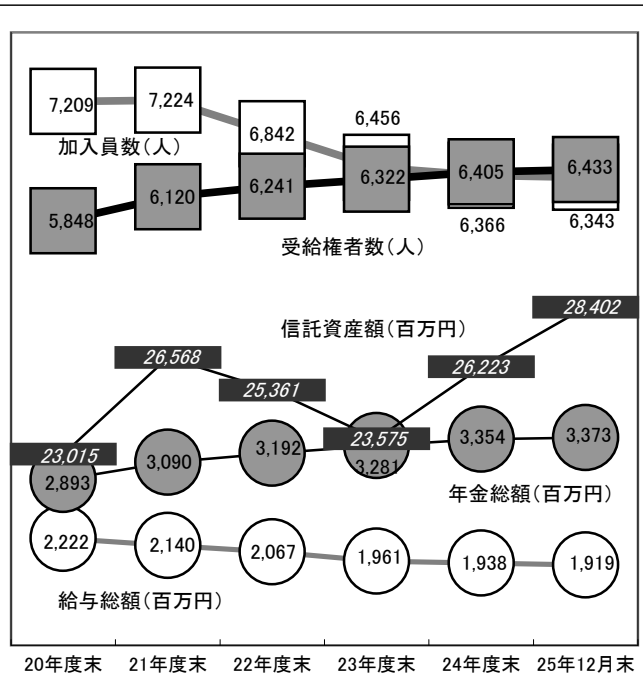 7,209 7,224 6,842 6,456
加入員数(人)
5,848 6,120 6,241 6,322 6,405 6,433
6,366 6,343
受給権者数(人)
28,402
信託資産額(百万円)
26,568 26,223
25,361
23,015 23,575
2,893 3,090 3,192 3,281 3,354 3,373
年金総額(百万円)
2,222 2,140 2,067 1,961 1,938 1,919
給与総額(百万円)
20年度末 21年度末 22年度末 23年度末 24年度末 25年12月末